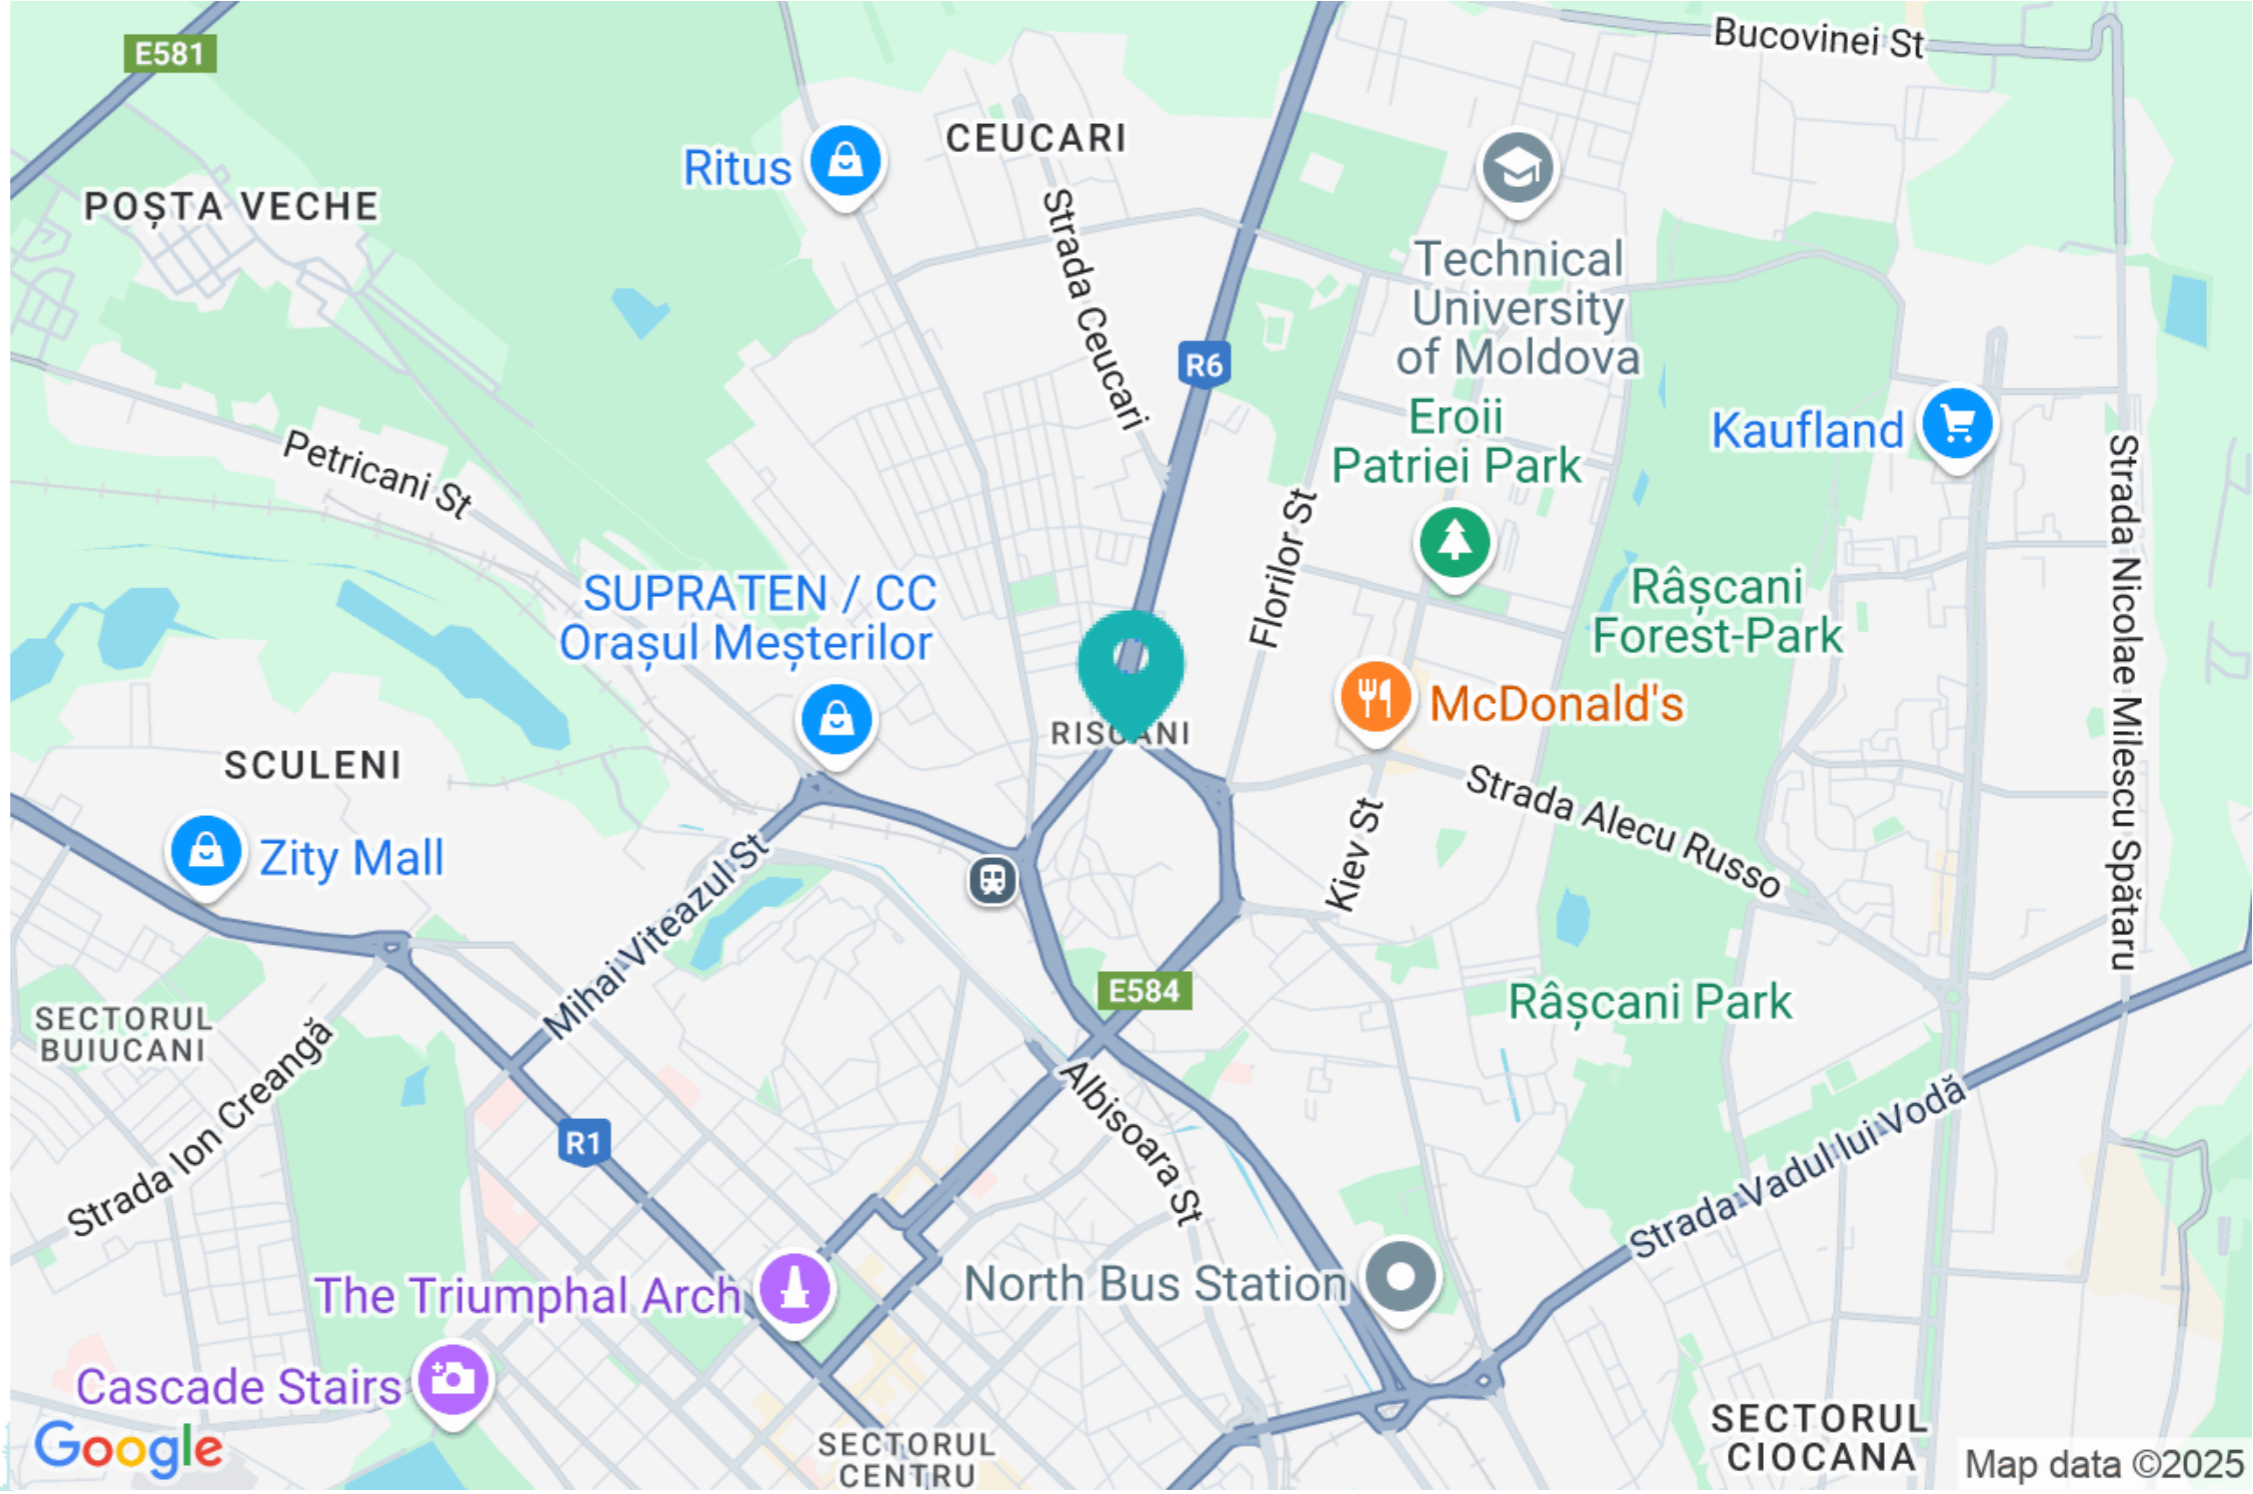 Bucovinei St
E581
CEUCARI
Ritus
POȘTA VECHE
Strada Ceucari
Technical
University
of Moldova
R6
Eroii
Patriei Park
Kaufland
Petricani St
Strada Nicolae Milescu Spătaru
Florilor St
SUPRATEN / CC
Orașul Meșterilor
Râșcani
Forest-Park
McDonald's
RISCANI
SCULENI
Strada Alecu Russo
Zity Mall
Kiev St
Mihai Viteazul St
E584
Râșcani Park
SECTORUL
BUIUCANI
Strada Ion Creangă
Albisoara St
R1
Strada Vadul lui Vodă
North Bus Station
The Triumphal Arch
Cascade Stairs
SECTORUL
CIOCANA
SECTORUL
CENTRU
Google
Map data ©2025